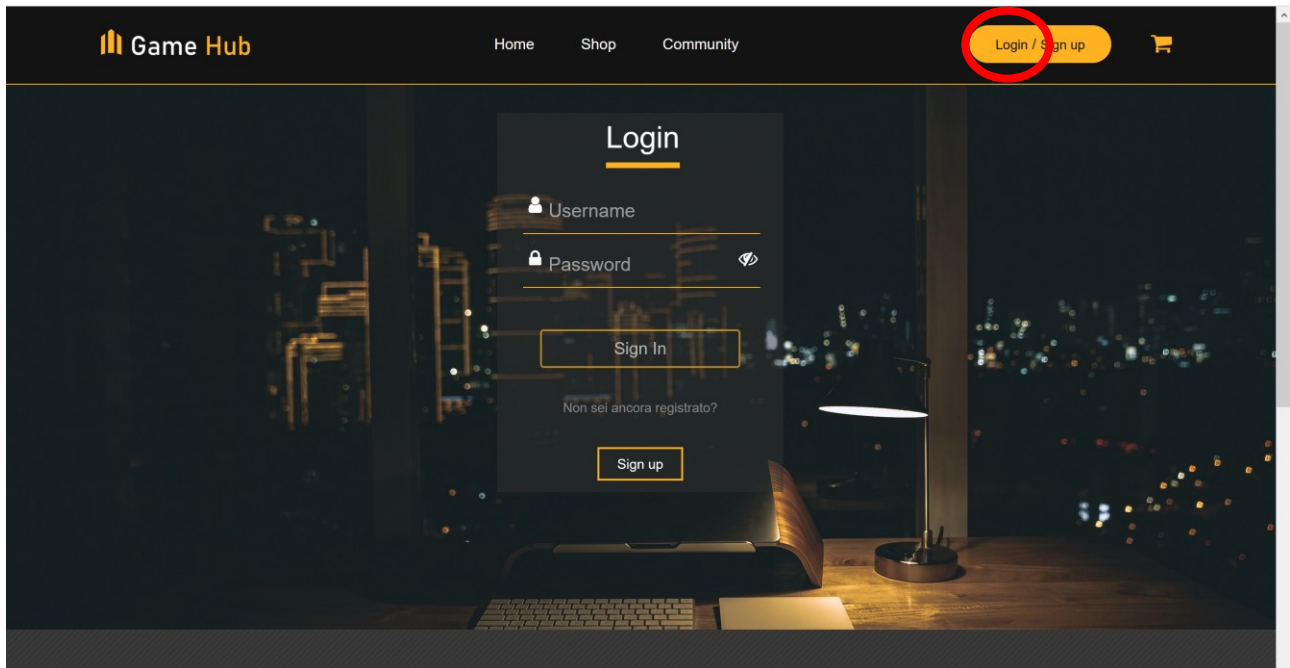 Game Hub
Home Shop Community
Login / Sign up
Login
Username
Password
Sign In
Non sei ancora registrato?
Sign up